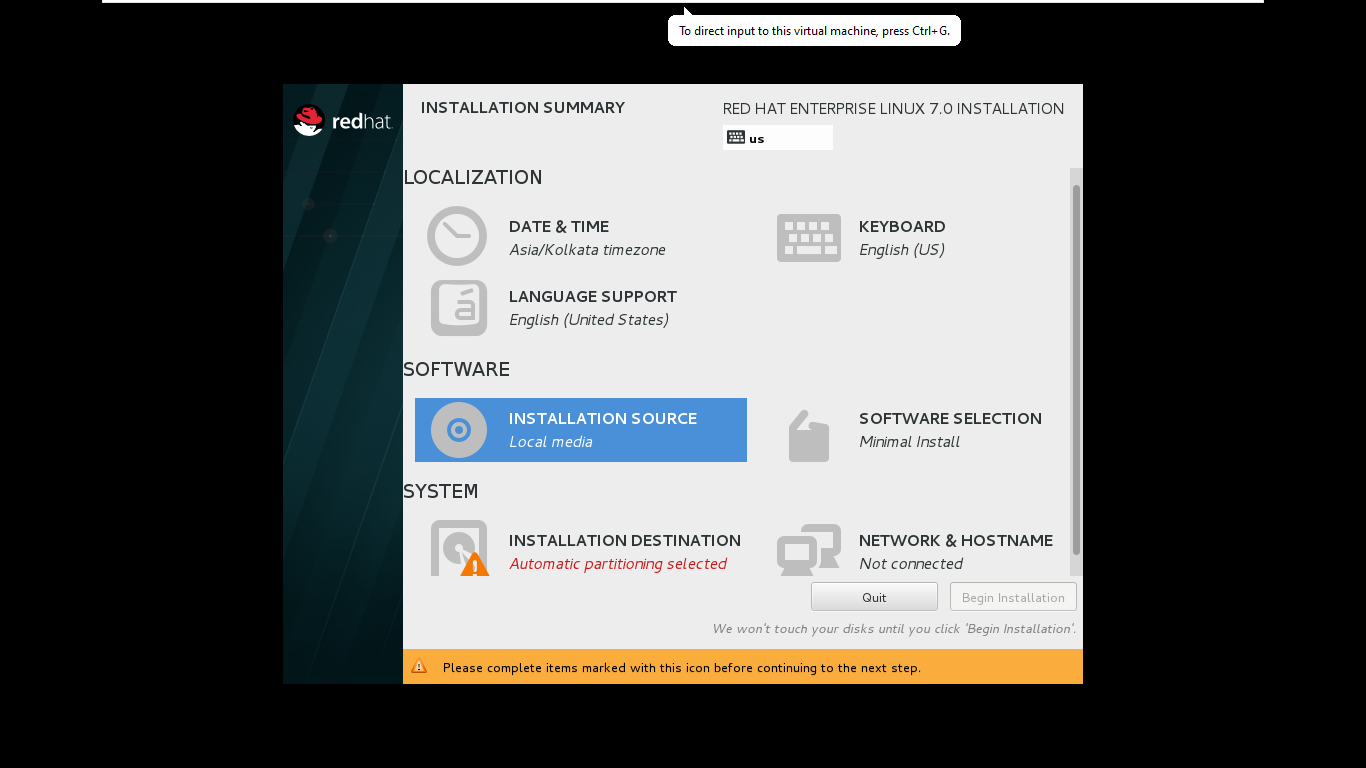 To direct input to this virtual machine, press Ctrl+G.
redhat.
INSTALLATION SUMMARY
RED HAT ENTERPRISE LINUX 7.0 INSTALLATION
us
LOCALIZATION
DATE & TIME
Asia/Kolkata timezone
KEYBOARD
English (US)
LANGUAGE SUPPORT
English (United States)
SOFTWARE
INSTALLATION SOURCE
Local media
SOFTWARE SELECTION
Minimal Install
SYSTEM
INSTALLATION DESTINATION
Automatic partitioning selected
NETWORK & HOSTNAME
Not connected
Quit
Begin Installation
We won't touch your disks until you click 'Begin Installation'.
Please complete items marked with this icon before continuing to the next step.